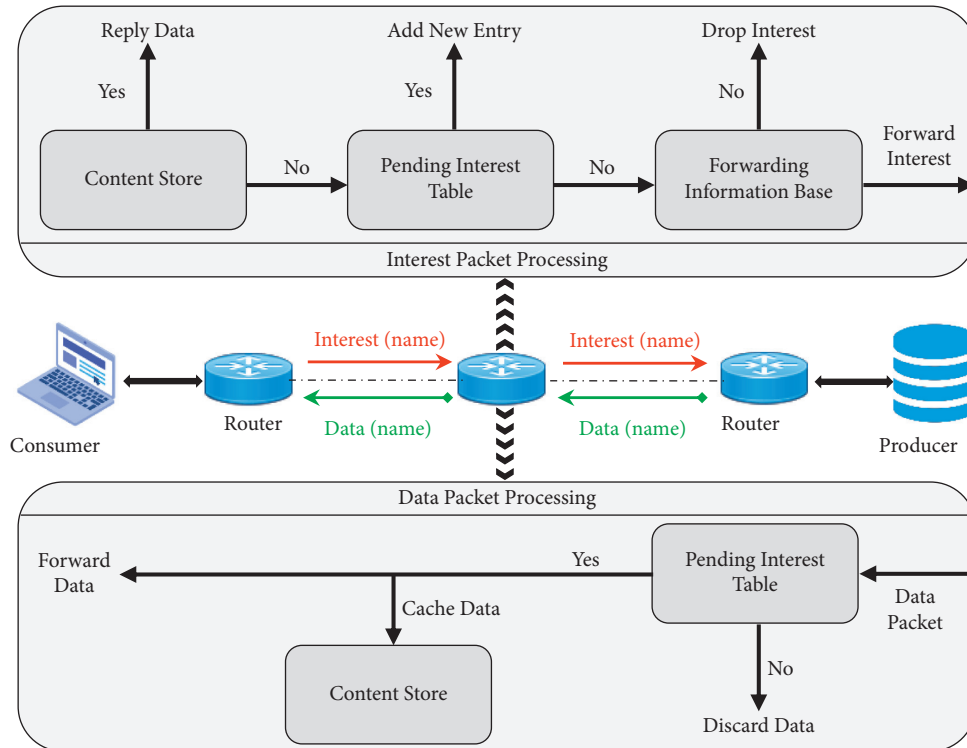 Reply Data
Add New Entry
Drop Interest
Yes
Yes
No
Content Store
No
Pending Interest
Table
No
Forwarding
Information Base
Forward
Interest
Interest Packet Processing
Interest (name)
Interest (name)
Router
Data (name)
Data (name)
Router
Consumer
Producer
Data Packet Processing
Forward
Data
Yes
Pending Interest
Table
Data
Packet
Cache Data
Content Store
No
Discard Data